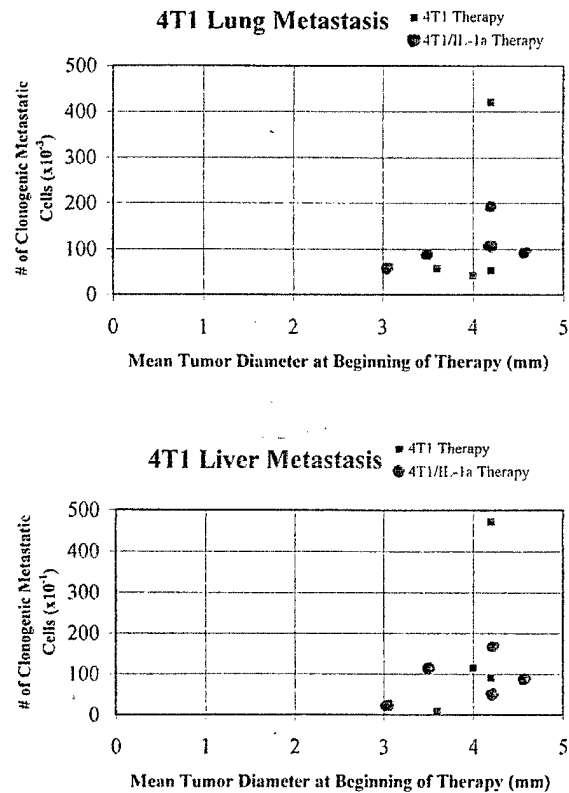 4T1 Lung Metastasis
4T1 Therapy
4T1/IL-1a Therapy
# of Clonogenic Metastatic
Cells (x10⁻³)
500
400
300
200
100
0
0 1 2 3 4 5
Mean Tumor Diameter at Beginning of Therapy (mm)
4T1 Liver Metastasis
4T1 Therapy
4T1/IL-1a Therapy
# of Clonogenic Metastatic
Cells (x10⁻¹)
500
400
300
200
100
0
0 1 2 3 4 5
Mean Tumor Diameter at Beginning of Therapy (mm)